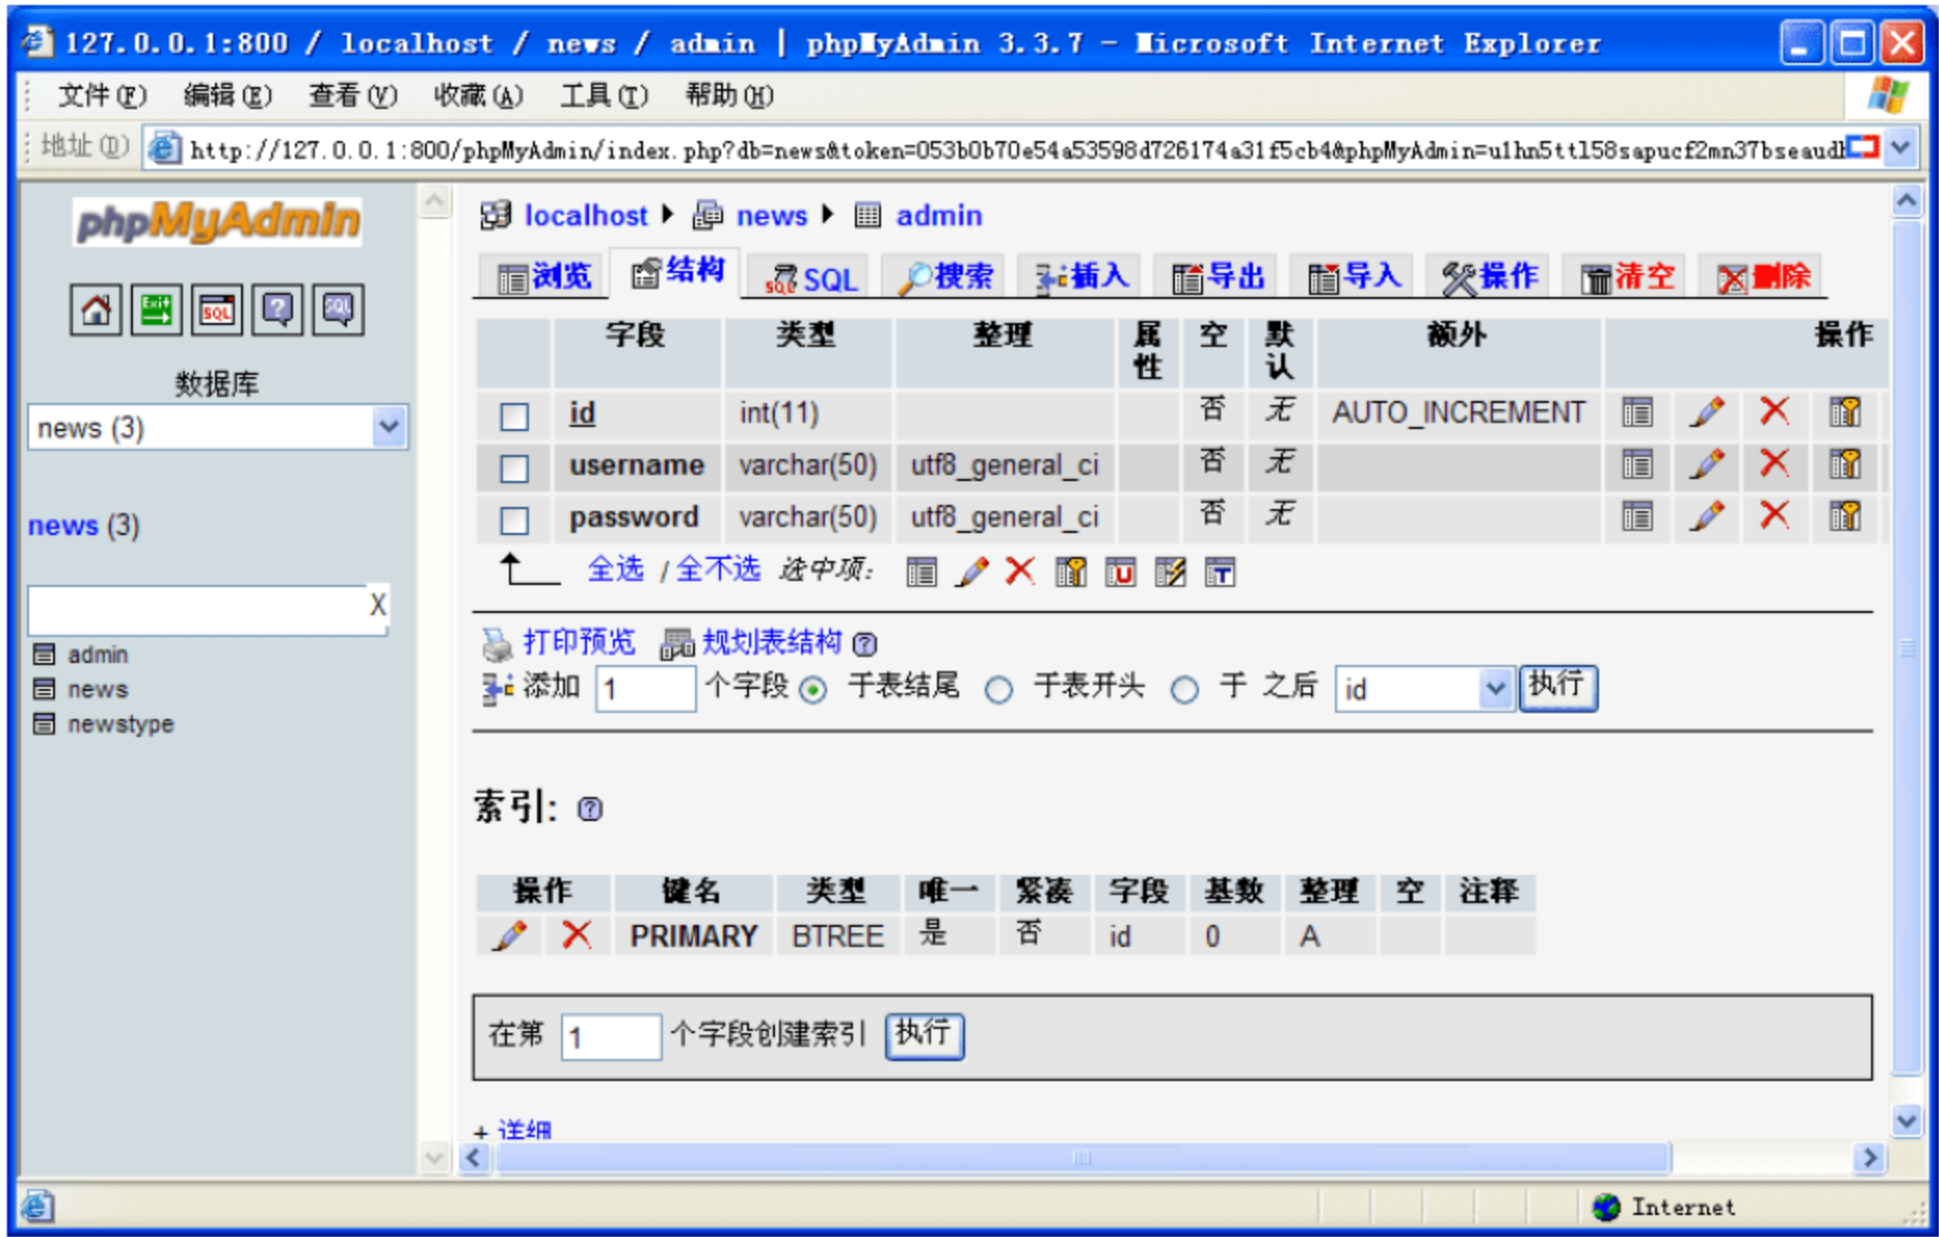 127.0.0.1:800 / localhost / news / admin | phpMyAdmin 3.3.7 - Microsoft Internet Explorer
文件(F) 编辑(E) 查看(V) 收藏(A) 工具(T) 帮助(H)
地址(D) http://127.0.0.1:800/phpMyAdmin/index.php?db=news&token=053b0b70e54a53598d726174a31f5cb4&phpMyAdmin=u1hn5ttl58sapucf2mn37bseaudb
phpMyAdmin
Exit SQL ? SQL
数据库
news (3)
news (3)
X
admin
news
newstype
localhost news admin
浏览 结构 SQL 搜索 插入 导出 导入 操作 清空 删除
字段 类型 整理 属性 空 默认 额外 操作
id int(11) 否 无 AUTO_INCREMENT
username varchar(50) utf8_general_ci 否 无
password varchar(50) utf8_general_ci 否 无
全选 / 全不选 选中项:
打印预览 规划表结构 ?
添加 1 个字段 于表结尾 于表开头 于 之后 id 执行
索引: ?
操作 键名 类型 唯一 紧凑 字段 基数 整理 空 注释
PRIMARY BTREE 是 否 id 0 A
在第 1 个字段创建索引 执行
+ 详细
Internet